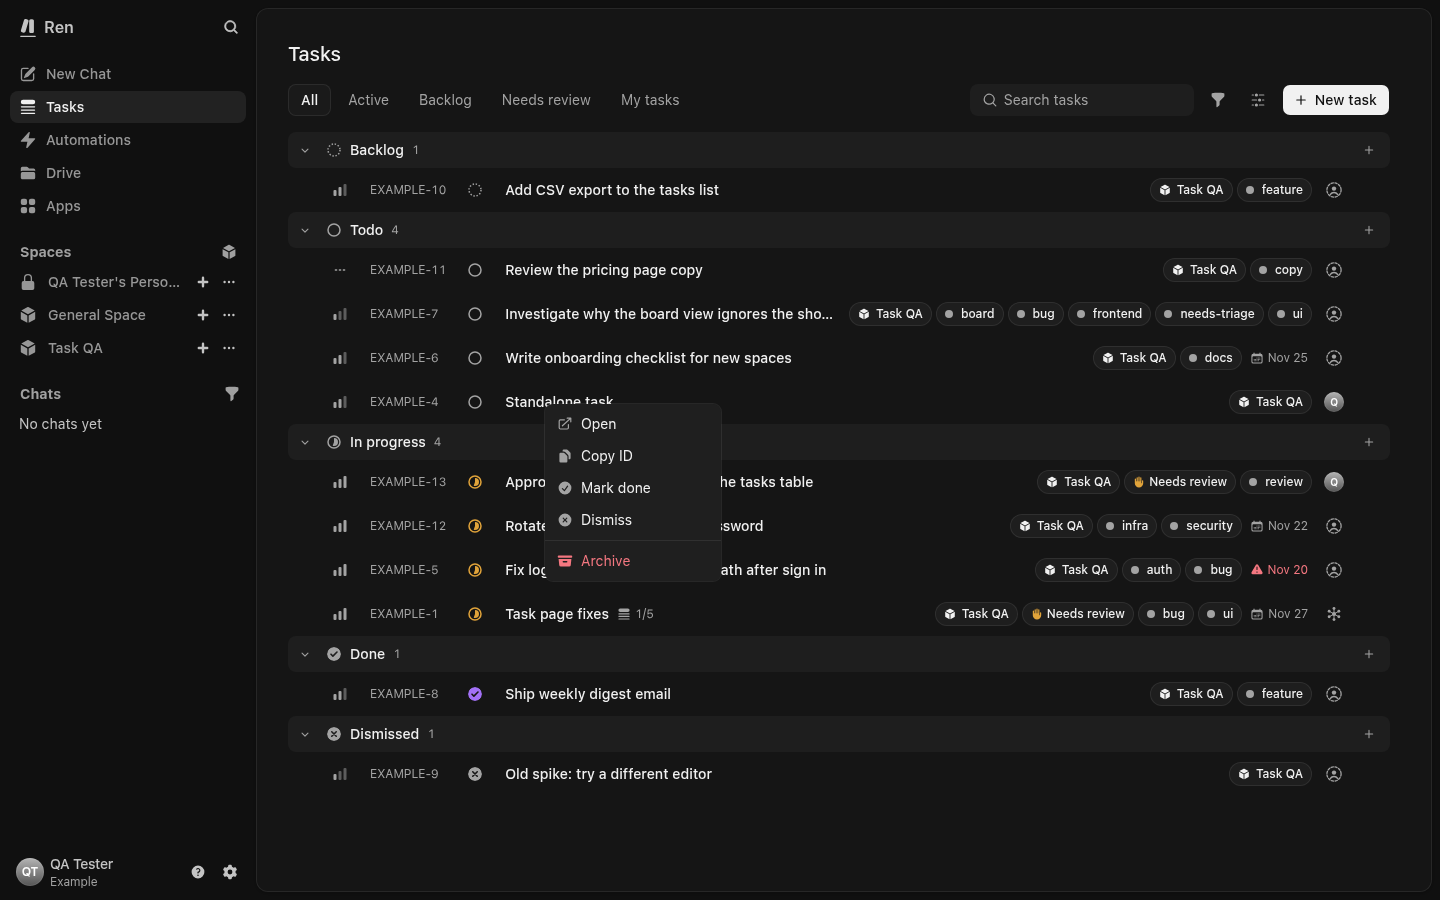 Ren
New Chat
Tasks
Automations
Drive
Apps
Spaces
QA Tester's Perso...
General Space
Task QA
Chats
No chats yet
QT
QA Tester
Example
Tasks
All Active Backlog Needs review My tasks
Search tasks
New task
Backlog 1
EXAMPLE-10 Add CSV export to the tasks list Task QA feature
Todo 4
EXAMPLE-11 Review the pricing page copy Task QA copy
EXAMPLE-7 Investigate why the board view ignores the sho... Task QA board bug frontend needs-triage ui
EXAMPLE-6 Write onboarding checklist for new spaces Task QA docs Nov 25
EXAMPLE-4 Standalone task Task QA Q
Open
Copy ID
Mark done
Dismiss
Archive
In progress 4
EXAMPLE-13 Appro he tasks table Task QA Needs review review Q
EXAMPLE-12 Rotate ssword Task QA infra security Nov 22
EXAMPLE-5 Fix log ath after sign in Task QA auth bug Nov 20
EXAMPLE-1 Task page fixes 1/5 Task QA Needs review bug ui Nov 27
Done 1
EXAMPLE-8 Ship weekly digest email Task QA feature
Dismissed 1
EXAMPLE-9 Old spike: try a different editor Task QA